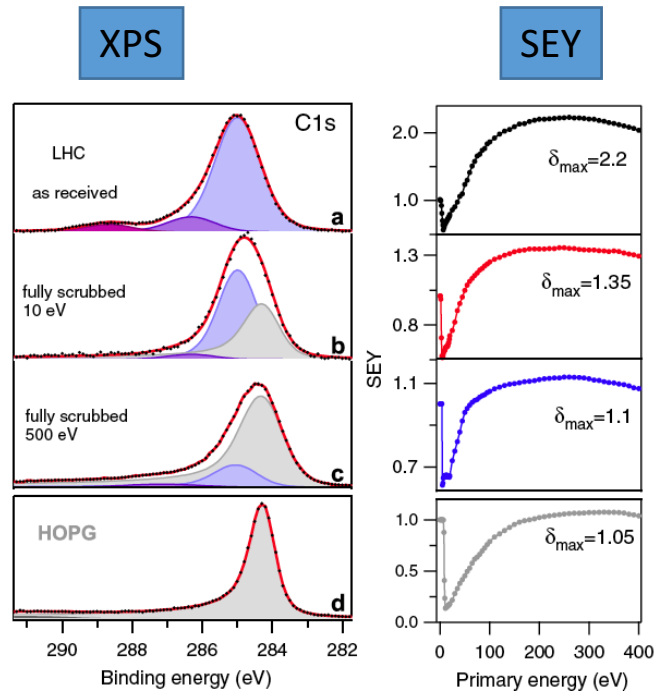 XPS
SEY
C1s
LHC
as received
a
fully scrubbed
10 eV
b
fully scrubbed
500 eV
c
HOPG
d
290
288
286
284
282
Binding energy (eV)
SEY
2.0
1.0
δmax=2.2
1.3
0.8
δmax=1.35
1.1
0.7
δmax=1.1
1.0
0.5
0.0
δmax=1.05
0
100
200
300
400
Primary energy (eV)